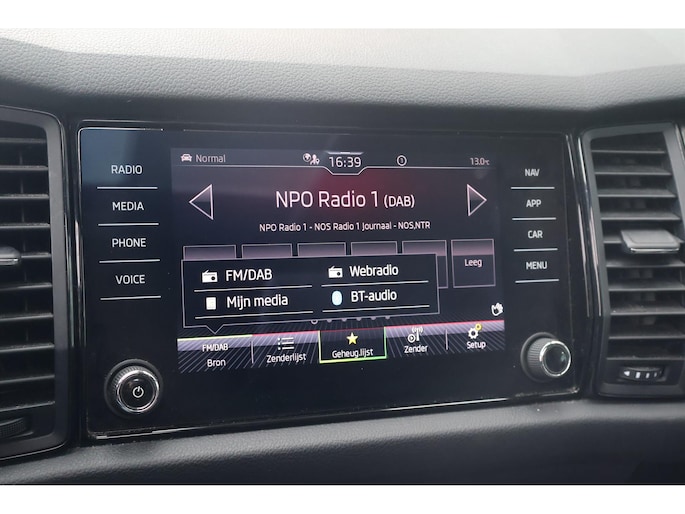 RADIO
MEDIA
PHONE
VOICE
Normal
16:39
1
13.0°C
NPO Radio 1 (DAB)
NPO Radio 1 - NOS Radio 1 Journaal - NOS,NTR
Leeg
FM/DAB
Webradio
Mijn media
BT-audio
FM/DAB
Bron
Zenderlijst
Geheug.lijst
Zender
Setup
NAV
APP
CAR
MENU